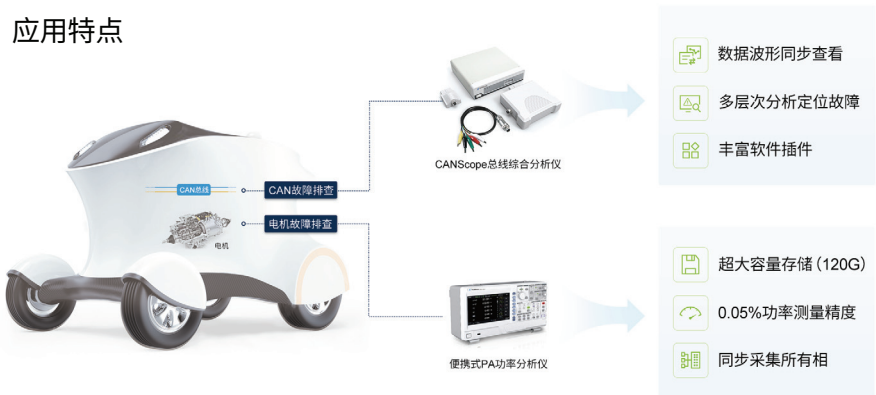 应用特点
数据波形同步查看
多层次分析定位故障
丰富软件插件
CANScope总线综合分析仪
CAN总线
CAN故障排查
电机故障排查
电机
超大容量存储(120G)
0.05%功率测量精度
同步采集所有相
便携式PA功率分析仪